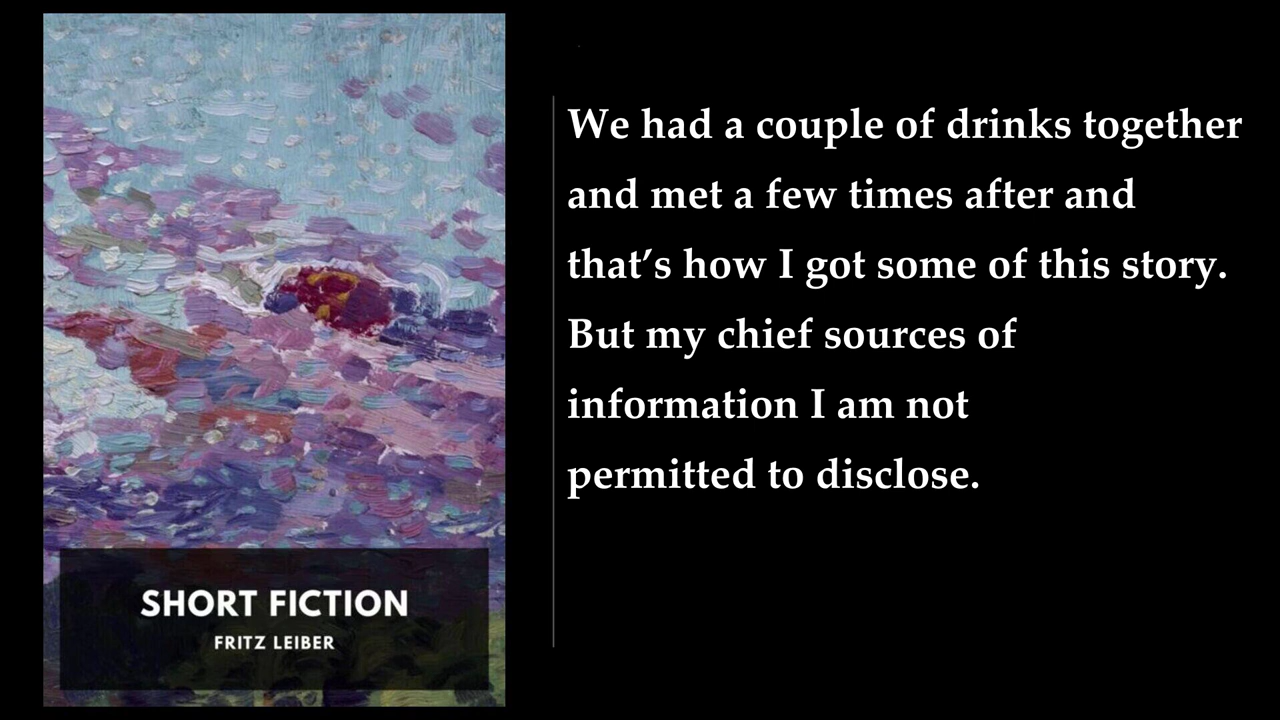 SHORT FICTION
FRITZ LEIBER
We had a couple of drinks together
and met a few times after and
that’s how I got some of this story.
But my chief sources of
information I am not
permitted to disclose.